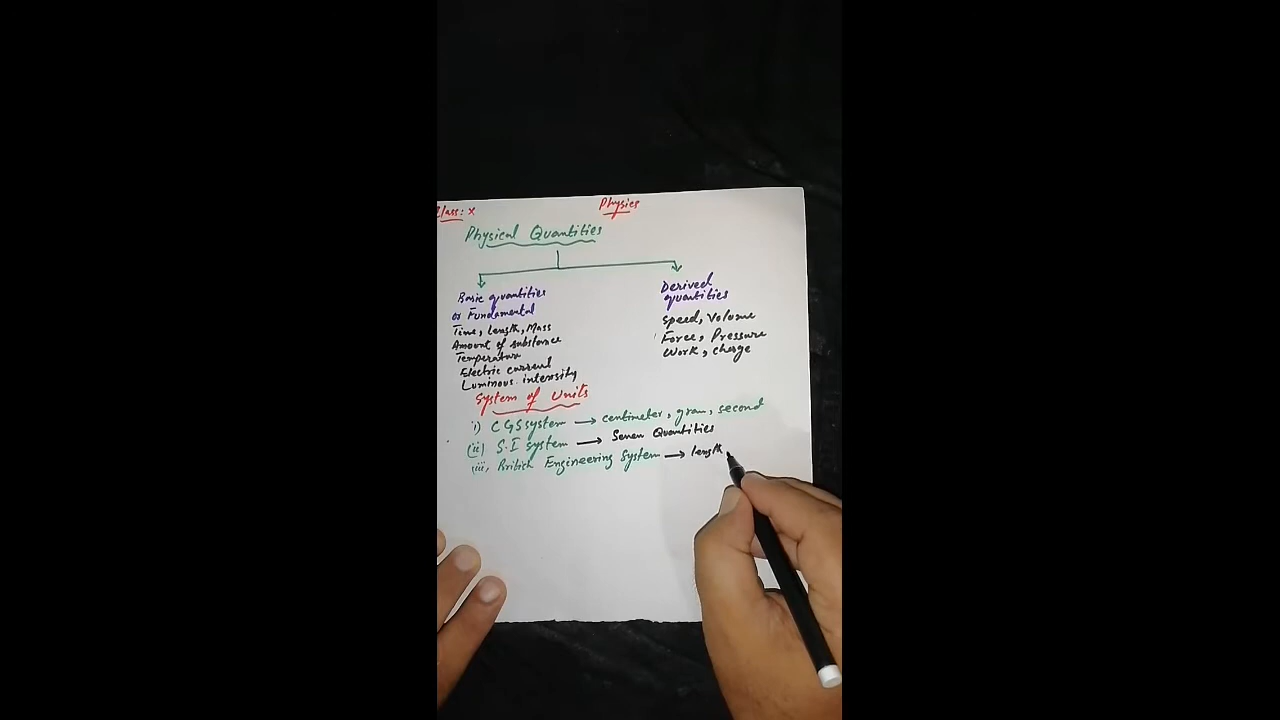 Class: X
Physics
Physical Quantities
Basic quantities
or Fundamental
Time, Length, Mass
Amount of substance
Temperature
Electric current
Luminous intensity
Derived
quantities
Speed, Volume
Force, Pressure
Work, Charge
System of Units
i) CGS system → centimeter, gram, second
(ii) S.I system → Seven Quantities
(iii) British Engineering System → length